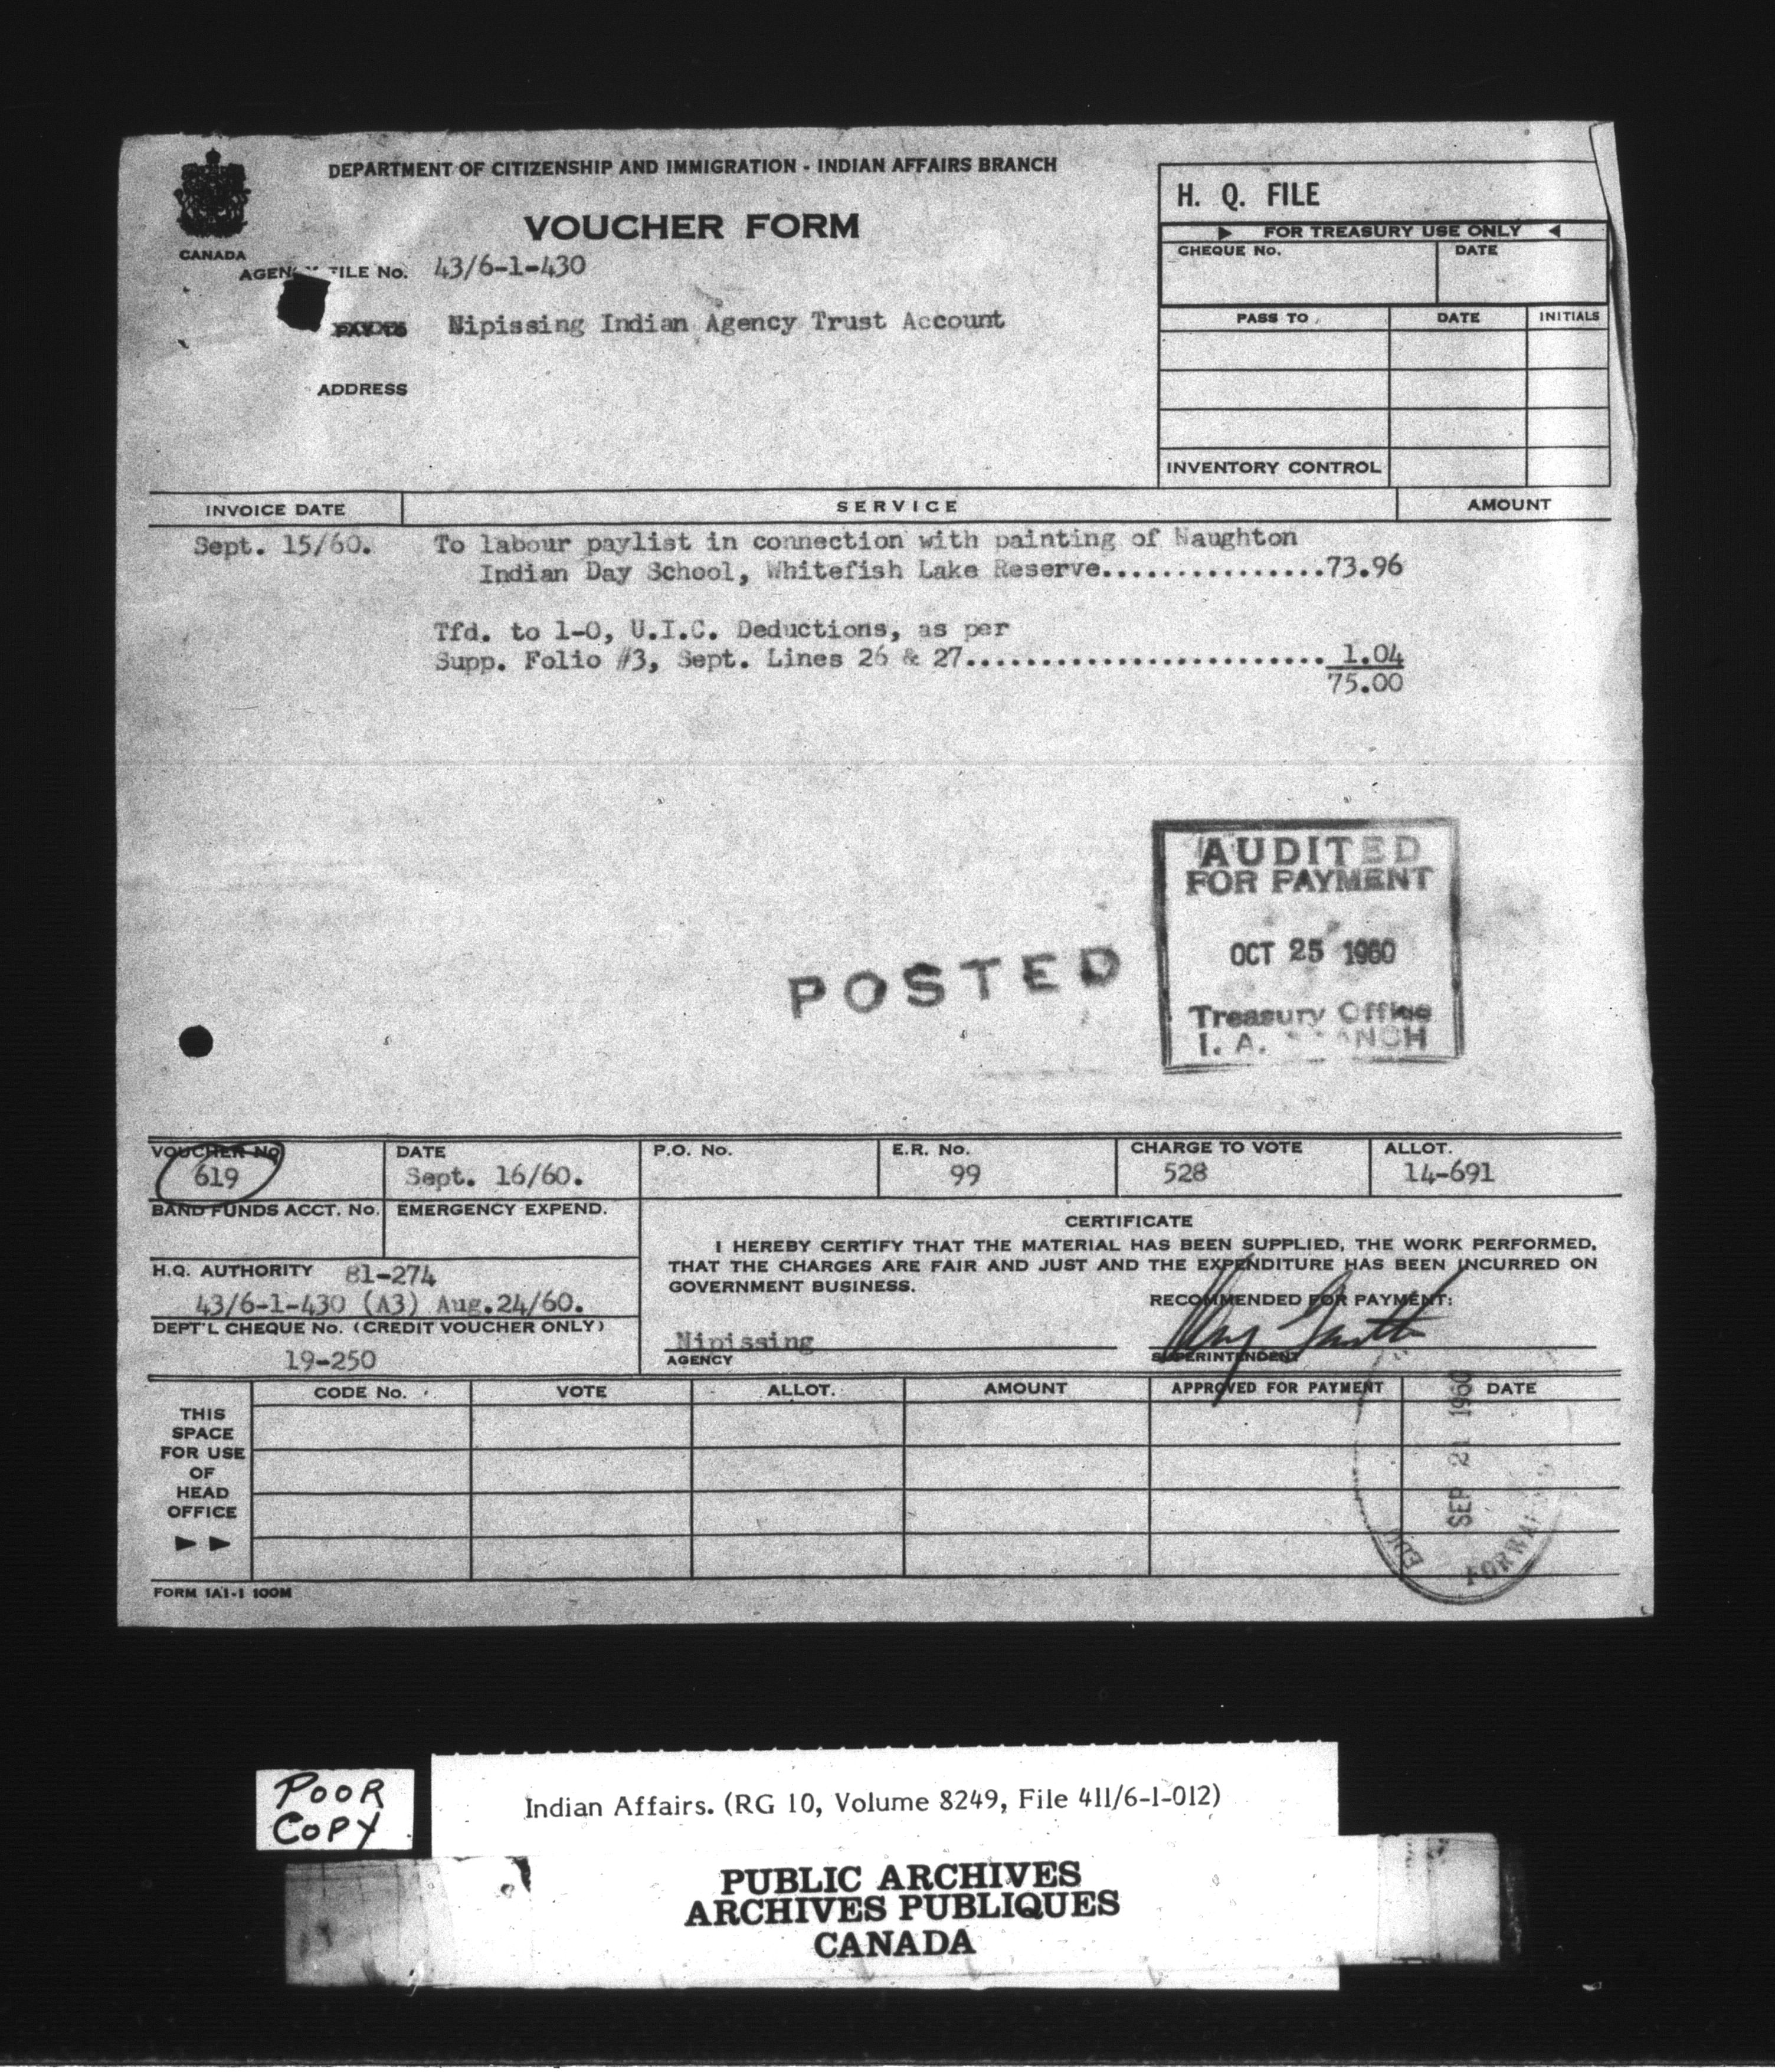 DEPARTMENT OF CITIZENSHIP AND IMMIGRATION - INDIAN AFFAIRS BRANCH
VOUCHER FORM
CANADA
AGENCY FILE No. 43/6-1-430
PAY TO Nipissing Indian Agency Trust Account
ADDRESS
H. Q. FILE
FOR TREASURY USE ONLY
CHEQUE No. DATE
PASS TO DATE INITIALS
INVENTORY CONTROL
INVOICE DATE SERVICE AMOUNT
Sept. 15/60. To labour paylist in connection with painting of Naughton
Indian Day School, Whitefish Lake Reserve................73.96
Tfd. to 1-0, U.I.C. Deductions, as per
Supp. Folio #3, Sept. Lines 26 & 27.......................... 1.04
75.00
AUDITED
FOR PAYMENT
OCT 25 1960
Treasury Office
I. A. BRANCH
POSTED
VOUCHER No. DATE P.O. No. E.R. No. CHARGE TO VOTE ALLOT.
619 Sept. 16/60. 99 528 14-691
BAND FUNDS ACCT. No. EMERGENCY EXPEND.
CERTIFICATE
I HEREBY CERTIFY THAT THE MATERIAL HAS BEEN SUPPLIED, THE WORK PERFORMED,
THAT THE CHARGES ARE FAIR AND JUST AND THE EXPENDITURE HAS BEEN INCURRED ON
GOVERNMENT BUSINESS.
H.Q. AUTHORITY 81-274
43/6-1-430 (A3) Aug.24/60.
RECOMMENDED FOR PAYMENT:
DEPT'L CHEQUE No. (CREDIT VOUCHER ONLY)
19-250
Nipissing
AGENCY
SUPERINTENDENT
CODE No. VOTE ALLOT. AMOUNT APPROVED FOR PAYMENT DATE
THIS
SPACE
FOR USE
OF
HEAD
OFFICE
SEP 21 1960
FORM 1A1-1 100M
POOR
COPY
Indian Affairs. (RG 10, Volume 8249, File 411/6-1-012)
PUBLIC ARCHIVES
ARCHIVES PUBLIQUES
CANADA